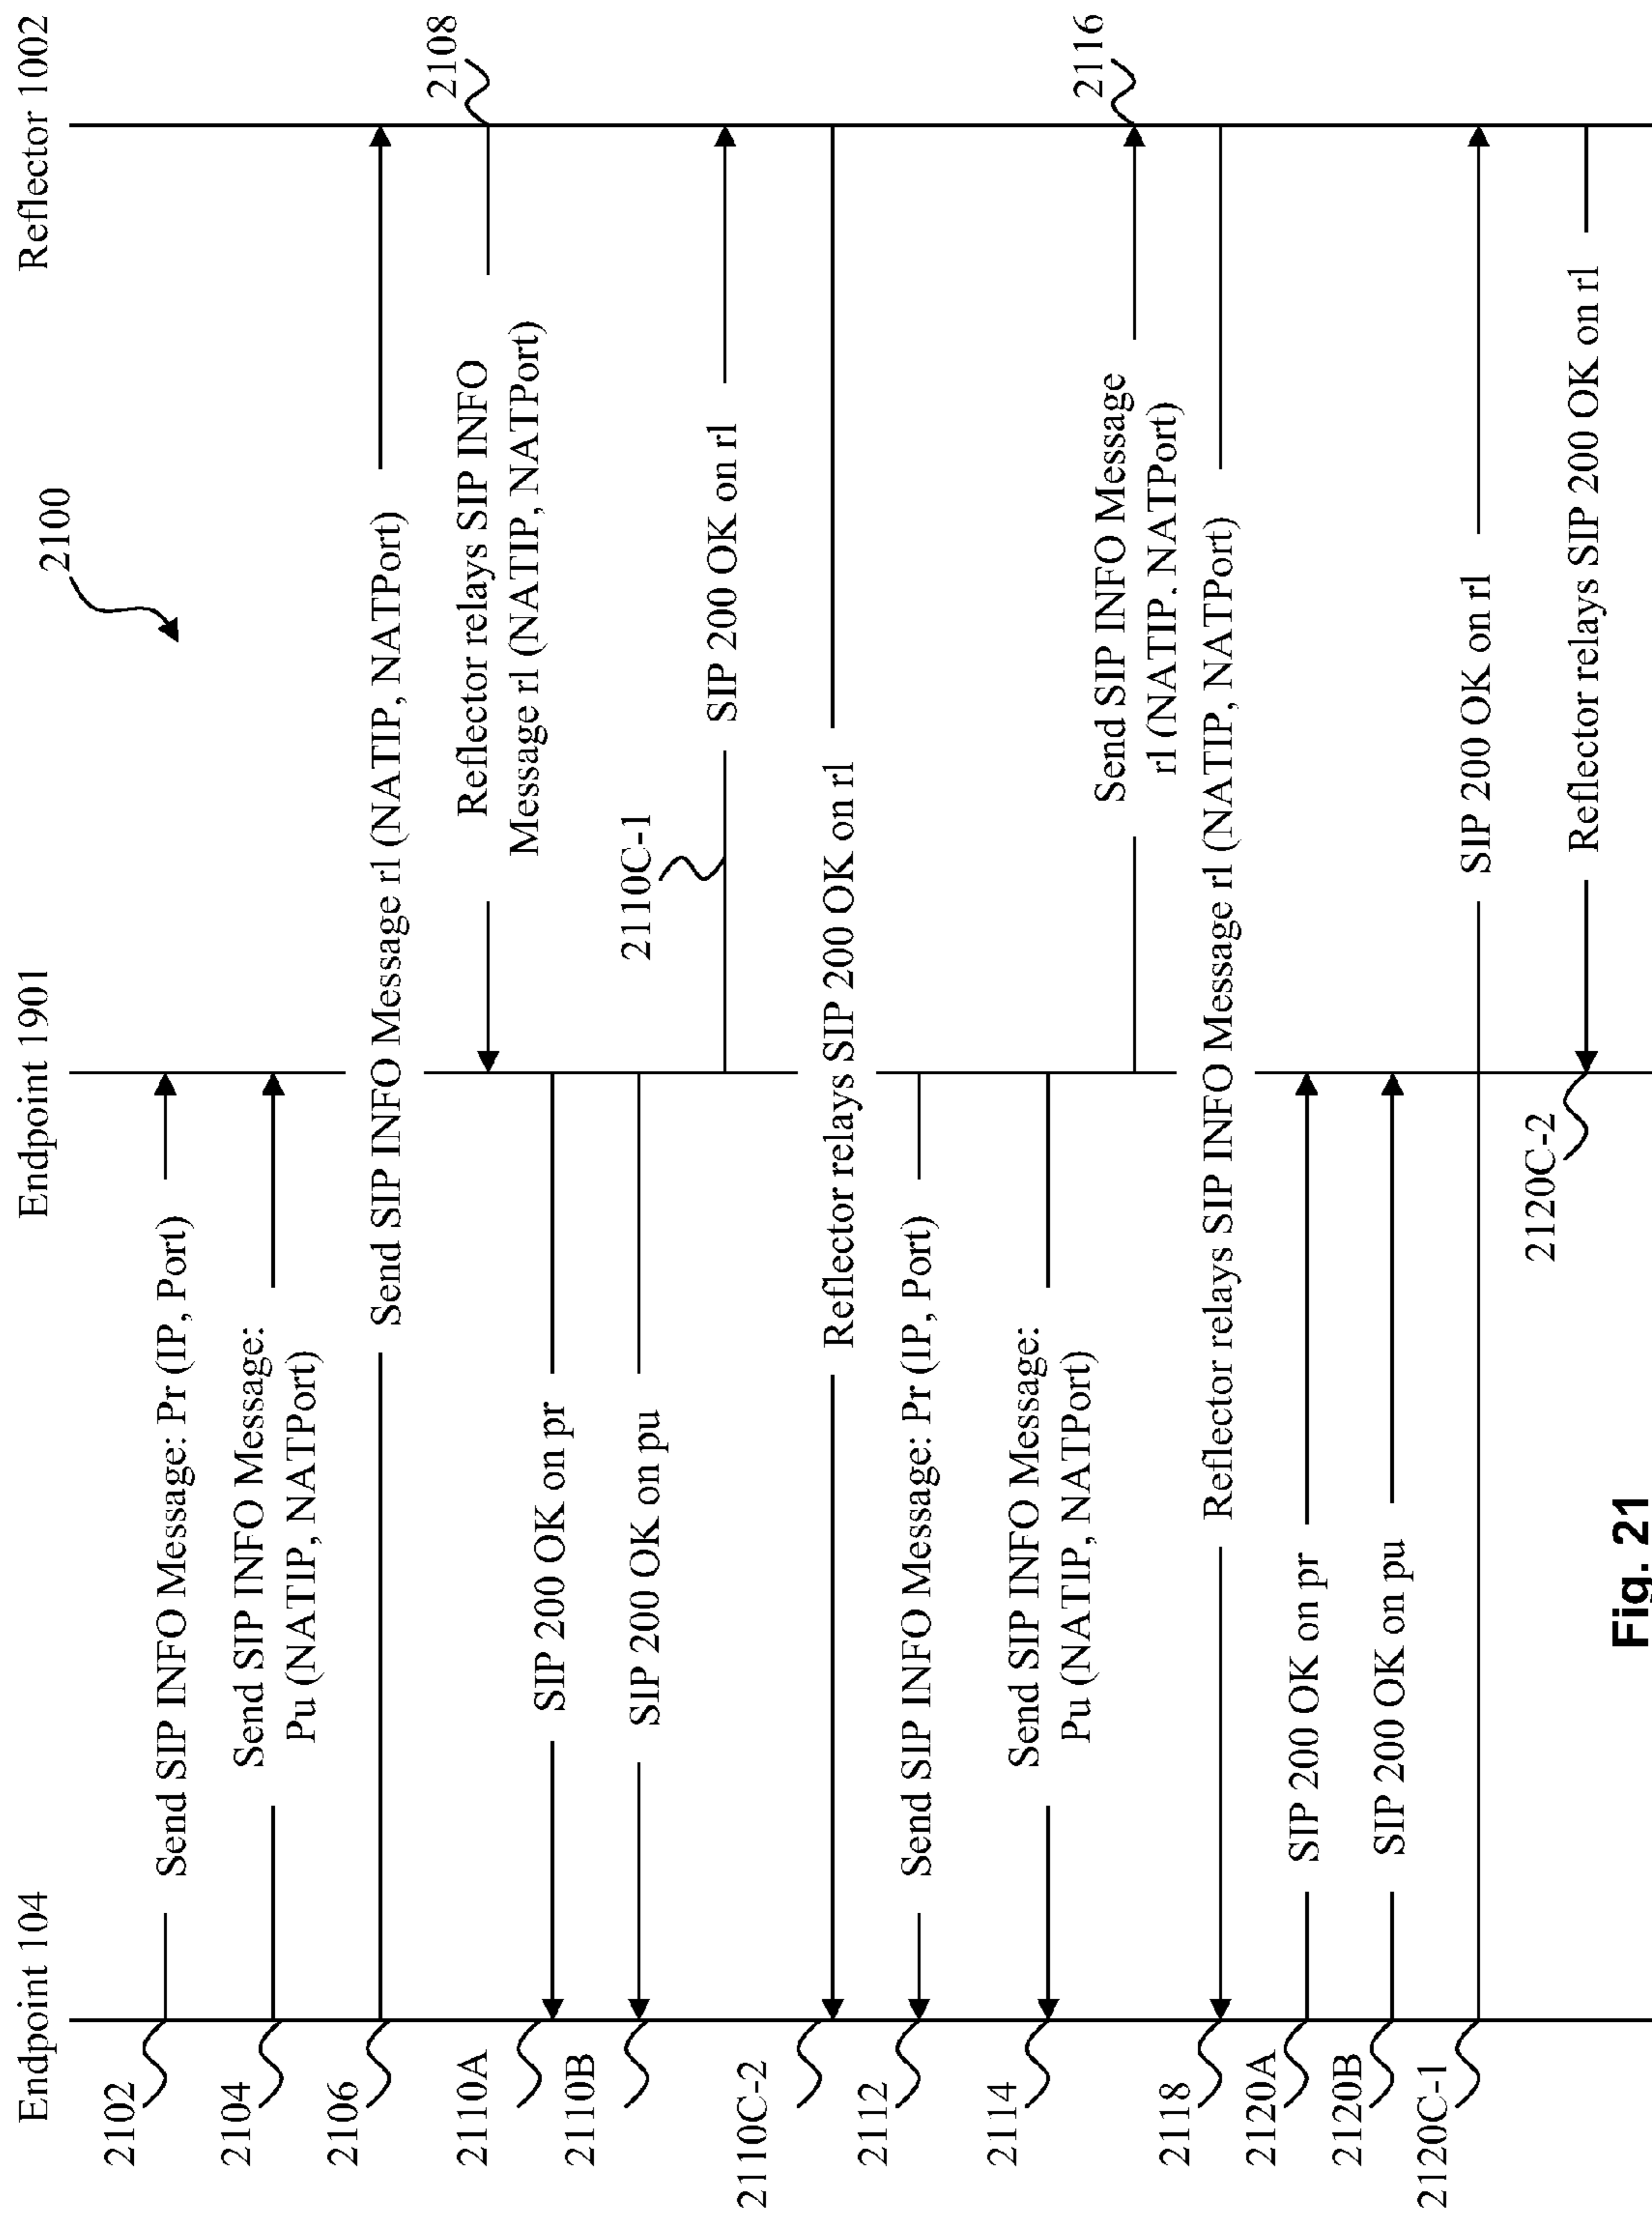 Endpoint 104
Endpoint 1901
Reflector 1002
2100
2102
Send SIP INFO Message: Pr (IP, Port)
2104
Send SIP INFO Message:
Pu (NATIP, NATPort)
2106
Send SIP INFO Message rl (NATIP, NATPort)
2108
Reflector relays SIP INFO
Message rl (NATIP, NATPort)
2110A
SIP 200 OK on pr
2110B
SIP 200 OK on pu
2110C-1
SIP 200 OK on rl
2110C-2
Reflector relays SIP 200 OK on rl
2112
Send SIP INFO Message: Pr (IP, Port)
2114
Send SIP INFO Message:
Pu (NATIP, NATPort)
2116
Send SIP INFO Message
rl (NATIP, NATPort)
2118
Reflector relays SIP INFO Message rl (NATIP, NATPort)
2120A
SIP 200 OK on pr
2120B
SIP 200 OK on pu
2120C-1
SIP 200 OK on rl
2120C-2
Reflector relays SIP 200 OK on rl
Fig. 21